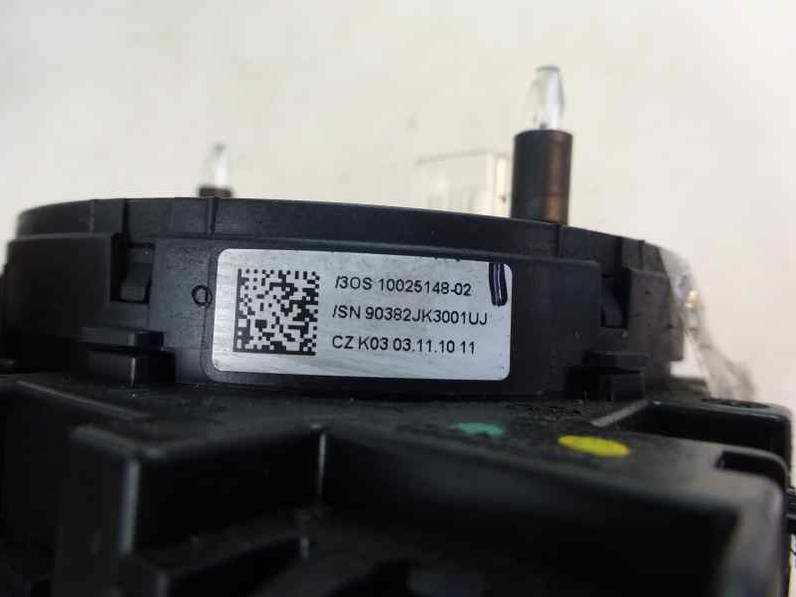 /3OS 10025148-02
/SN 90382JK3001UJ
CZ K03 03.11.10 11